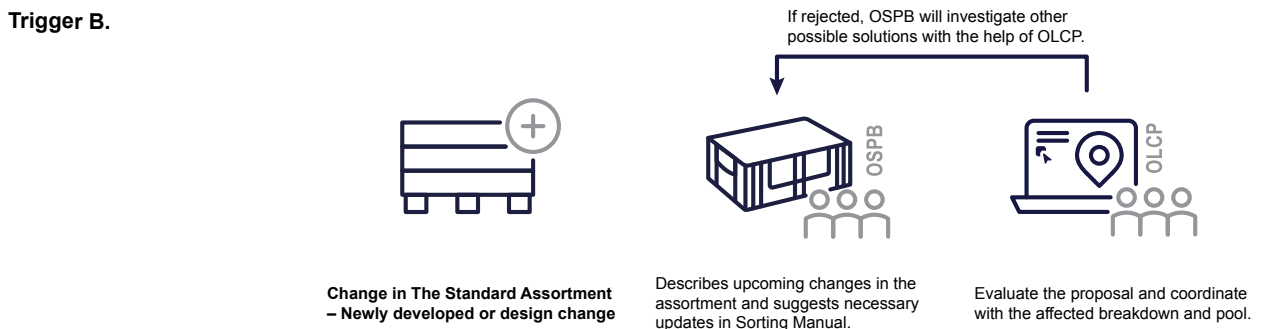 Trigger B.
If rejected, OSPB will investigate other
possible solutions with the help of OLCP.
OSPB
OLCP
Change in The Standard Assortment
– Newly developed or design change
Describes upcoming changes in the
assortment and suggests necessary
updates in Sorting Manual.
Evaluate the proposal and coordinate
with the affected breakdown and pool.